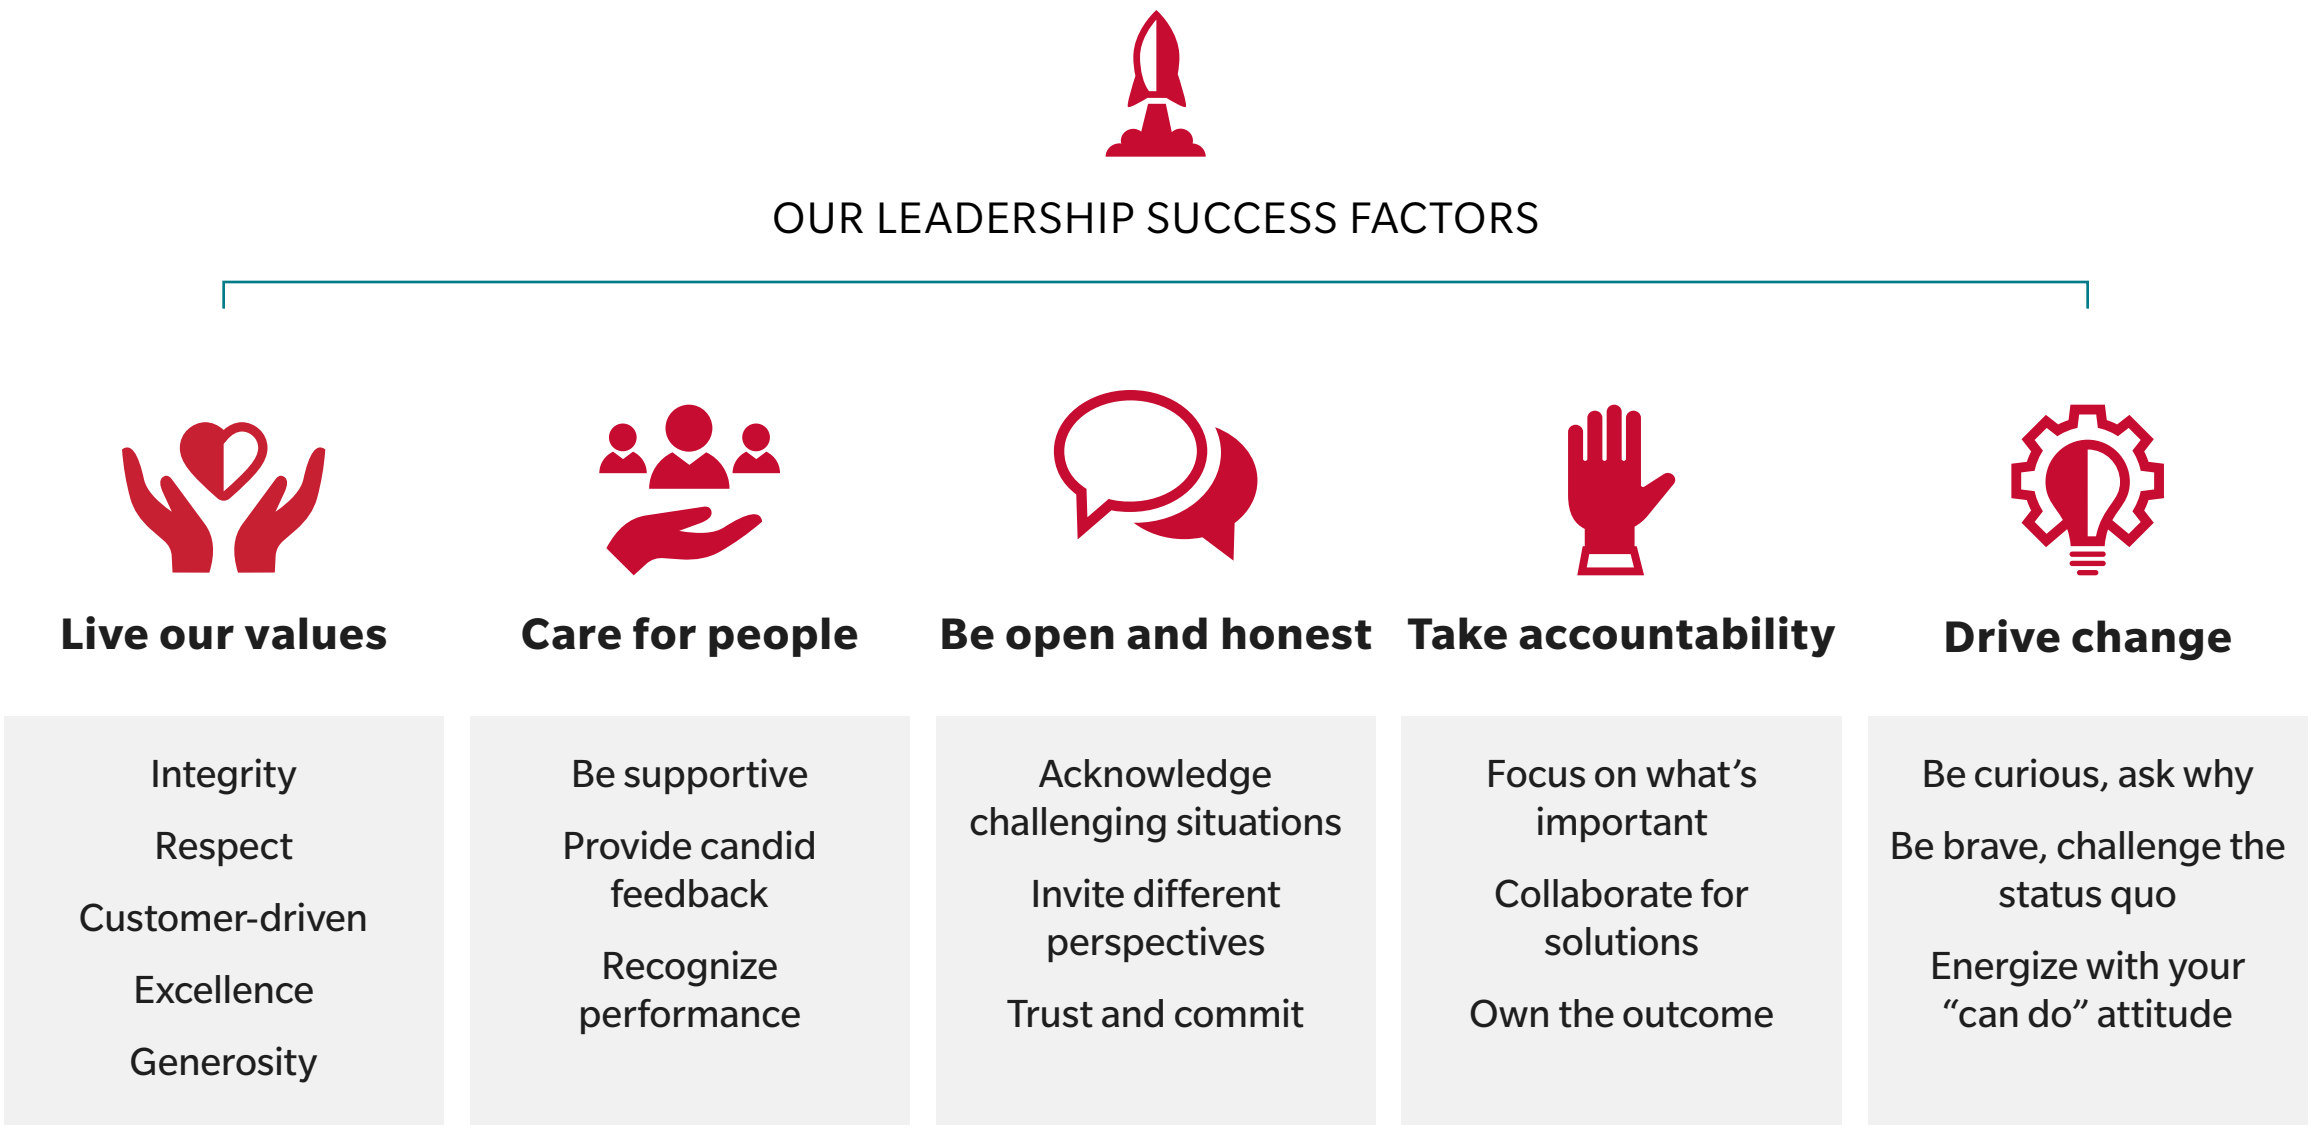 OUR LEADERSHIP SUCCESS FACTORS
Live our values
Integrity
Respect
Customer-driven
Excellence
Generosity
Care for people
Be supportive
Provide candid
feedback
Recognize
performance
Be open and honest
Acknowledge
challenging situations
Invite different
perspectives
Trust and commit
Take accountability
Focus on what’s
important
Collaborate for
solutions
Own the outcome
Drive change
Be curious, ask why
Be brave, challenge the
status quo
Energize with your
“can do” attitude